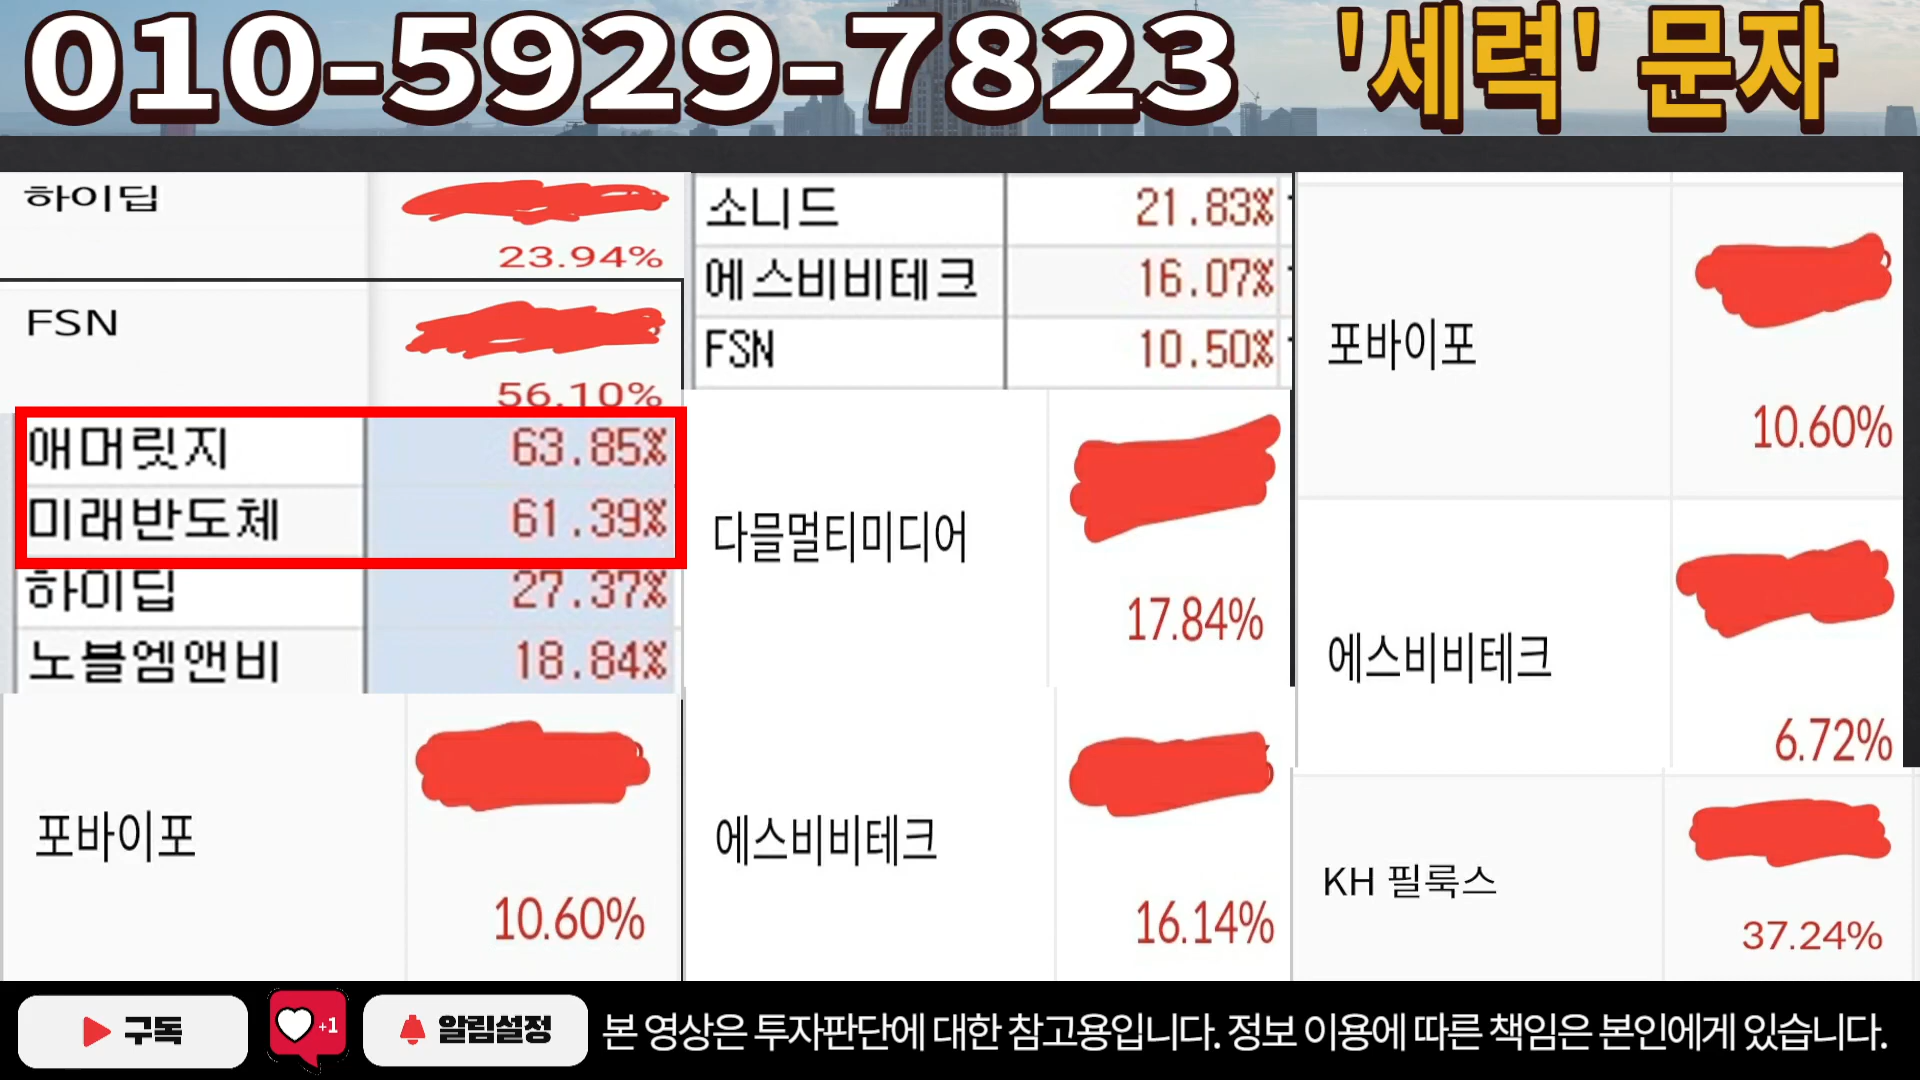 010-5929-7823 '세력' 문자
하이딥
23.94%
FSN
56.10%
애머릿지 63.85%
미래반도체 61.39%
하이딥 27.37%
노블엠앤비 18.84%
포바이포
10.60%
소니드 21.83%
에스비비테크 16.07%
FSN 10.50%
다믈멀티미디어
17.84%
에스비비테크
16.14%
포바이포
10.60%
에스비비테크
6.72%
KH 필룩스
37.24%
구독 +1 알림설정 본 영상은 투자판단에 대한 참고용입니다. 정보 이용에 따른 책임은 본인에게 있습니다.